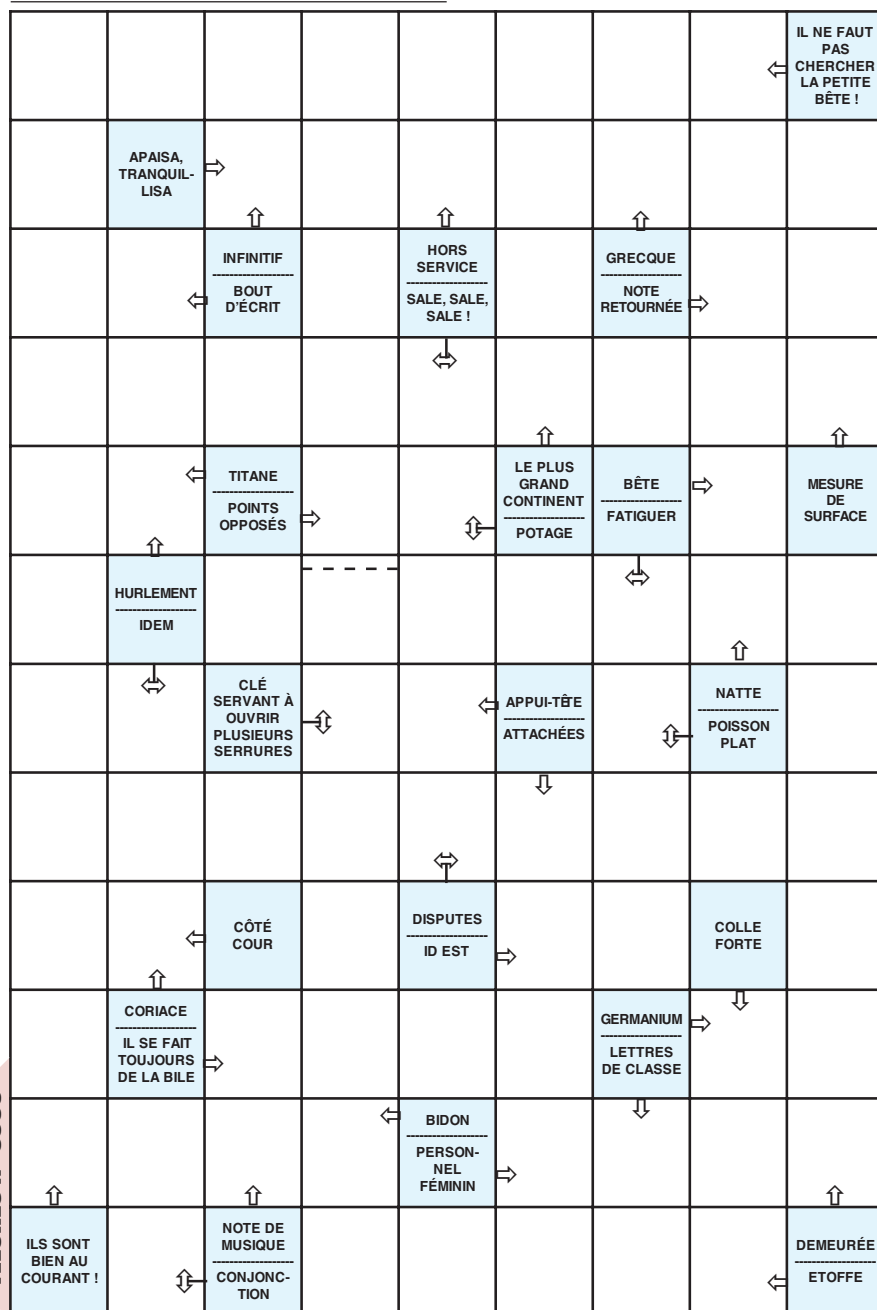 IL NE FAUT
PAS
CHERCHER
LA PETITE
BÊTE !
APAISA,
TRANQUIL-
LISA
INFINITIF
BOUT
D'ÉCRIT
HORS
SERVICE
SALE, SALE,
SALE !
GRECQUE
NOTE
RETOURNÉE
TITANE
POINTS
OPPOSÉS
LE PLUS
GRAND
CONTINENT
POTAGE
BÊTE
FATIGUER
MESURE
DE
SURFACE
HURLEMENT
IDEM
CLÉ
SERVANT À
OUVRIR
PLUSIEURS
SERRURES
APPUI-TÊTE
ATTACHÉES
NATTE
POISSON
PLAT
CÔTÉ
COUR
DISPUTES
ID EST
COLLE
FORTE
CORIACE
IL SE FAIT
TOUJOURS
DE LA BILE
GERMANIUM
LETTRES
DE CLASSE
BIDON
PERSON-
NEL
FÉMININ
ILS SONT
BIEN AU
COURANT !
NOTE DE
MUSIQUE
CONJONC-
TION
DEMEURÉE
ETOFFE